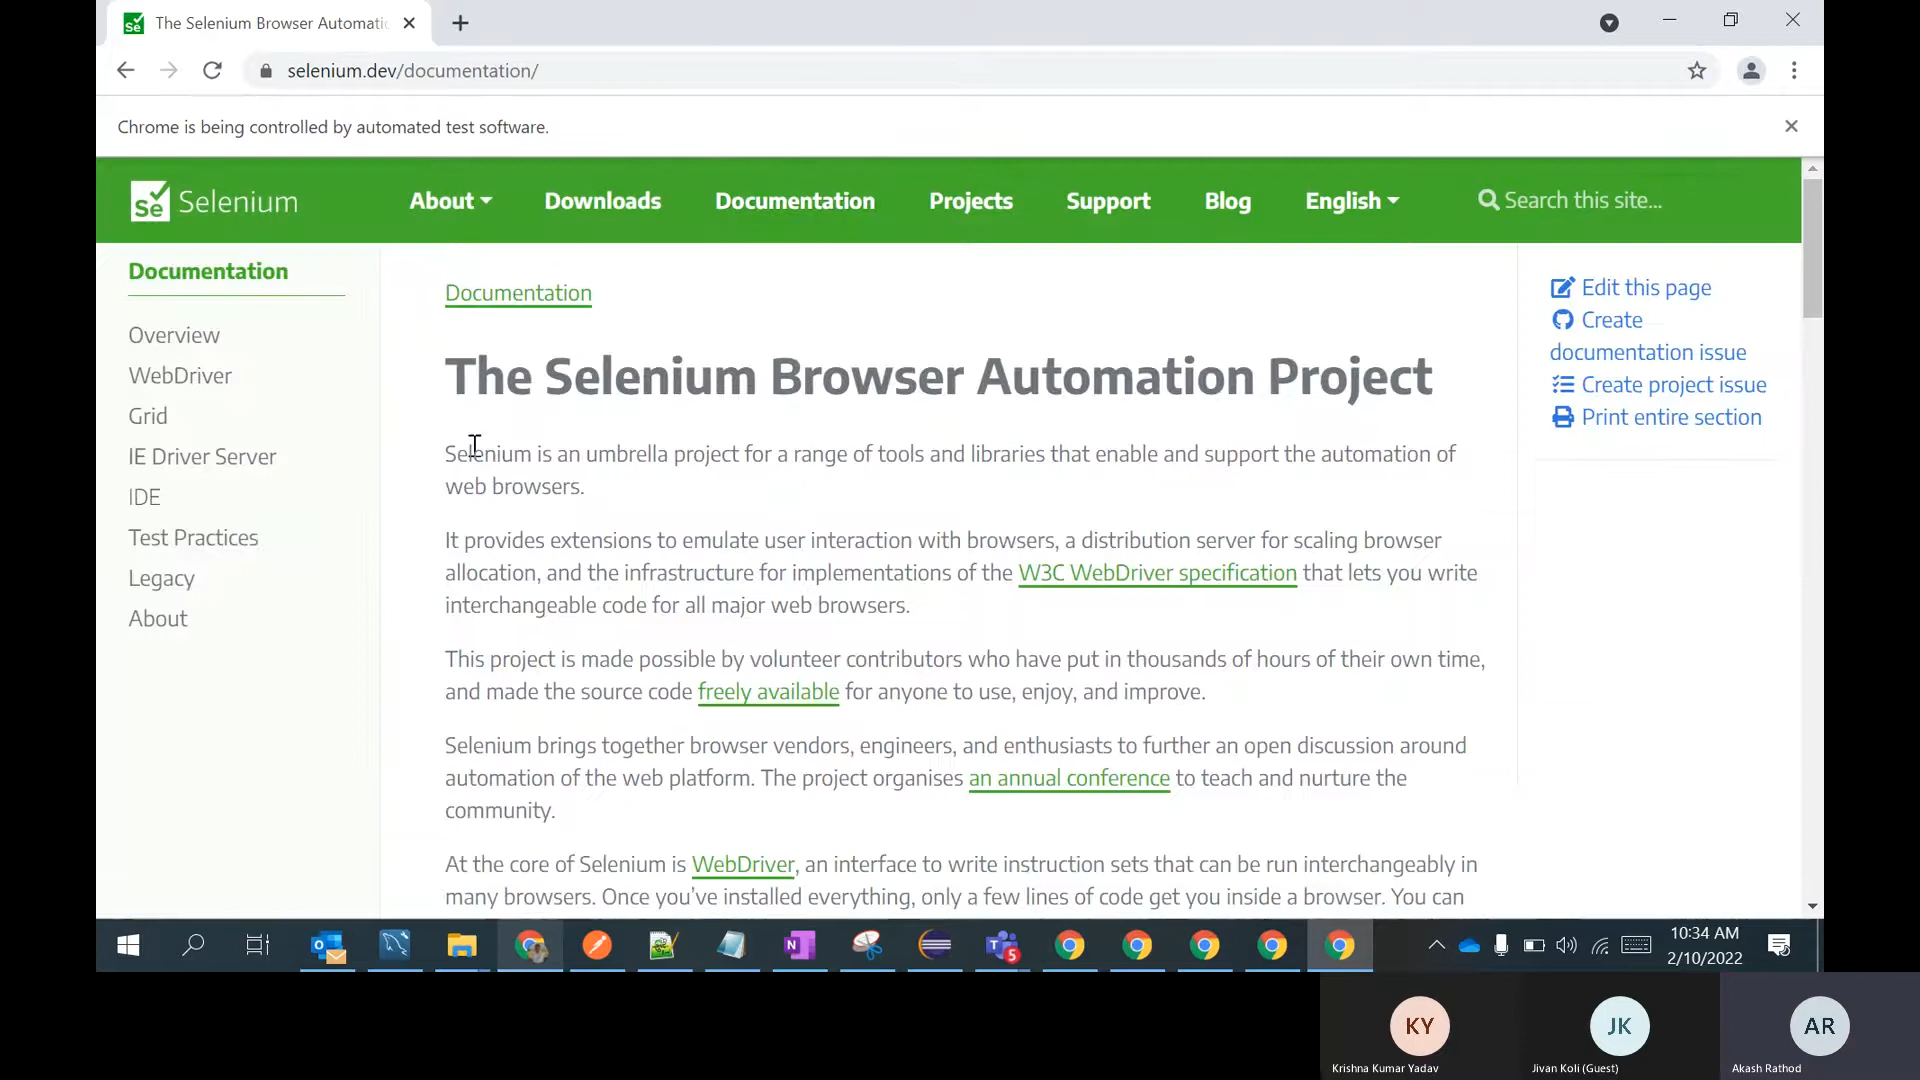 The Selenium Browser Automatic
selenium.dev/documentation/
Chrome is being controlled by automated test software.
Se Selenium
About
Downloads
Documentation
Projects
Support
Blog
English
Search this site...
Documentation
Overview
WebDriver
Grid
IE Driver Server
IDE
Test Practices
Legacy
About
Documentation
The Selenium Browser Automation Project
Selenium is an umbrella project for a range of tools and libraries that enable and support the automation of
web browsers.
It provides extensions to emulate user interaction with browsers, a distribution server for scaling browser
allocation, and the infrastructure for implementations of the W3C WebDriver specification that lets you write
interchangeable code for all major web browsers.
This project is made possible by volunteer contributors who have put in thousands of hours of their own time,
and made the source code freely available for anyone to use, enjoy, and improve.
Selenium brings together browser vendors, engineers, and enthusiasts to further an open discussion around
automation of the web platform. The project organises an annual conference to teach and nurture the
community.
At the core of Selenium is WebDriver, an interface to write instruction sets that can be run interchangeably in
many browsers. Once you've installed everything, only a few lines of code get you inside a browser. You can
Edit this page
Create
documentation issue
Create project issue
Print entire section
5
10:34 AM
2/10/2022
KY
Krishna Kumar Yadav
JK
Jivan Koli (Guest)
AR
Akash Rathod